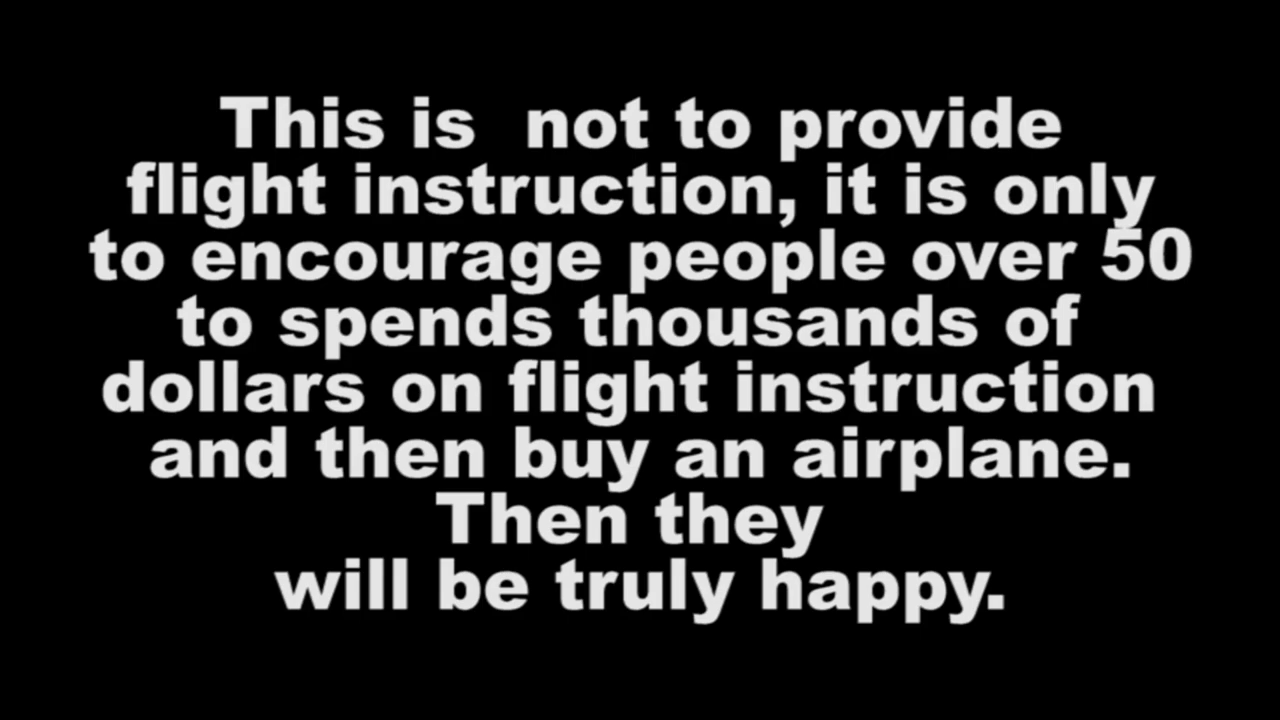 This is  not to provide
flight instruction, it is only
to encourage people over 50
to spends thousands of
dollars on flight instruction
and then buy an airplane.
Then they
will be truly happy.